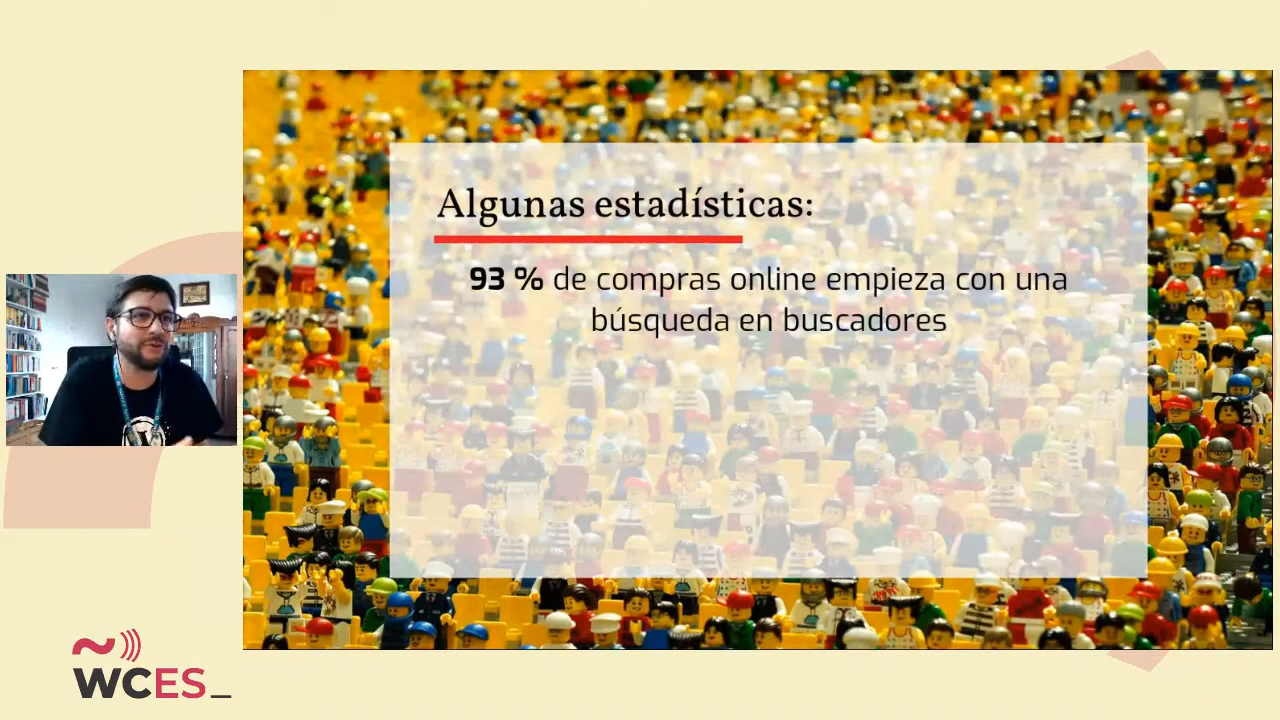 Algunas estadísticas:
93 % de compras online empieza con una
búsqueda en buscadores
WCES_